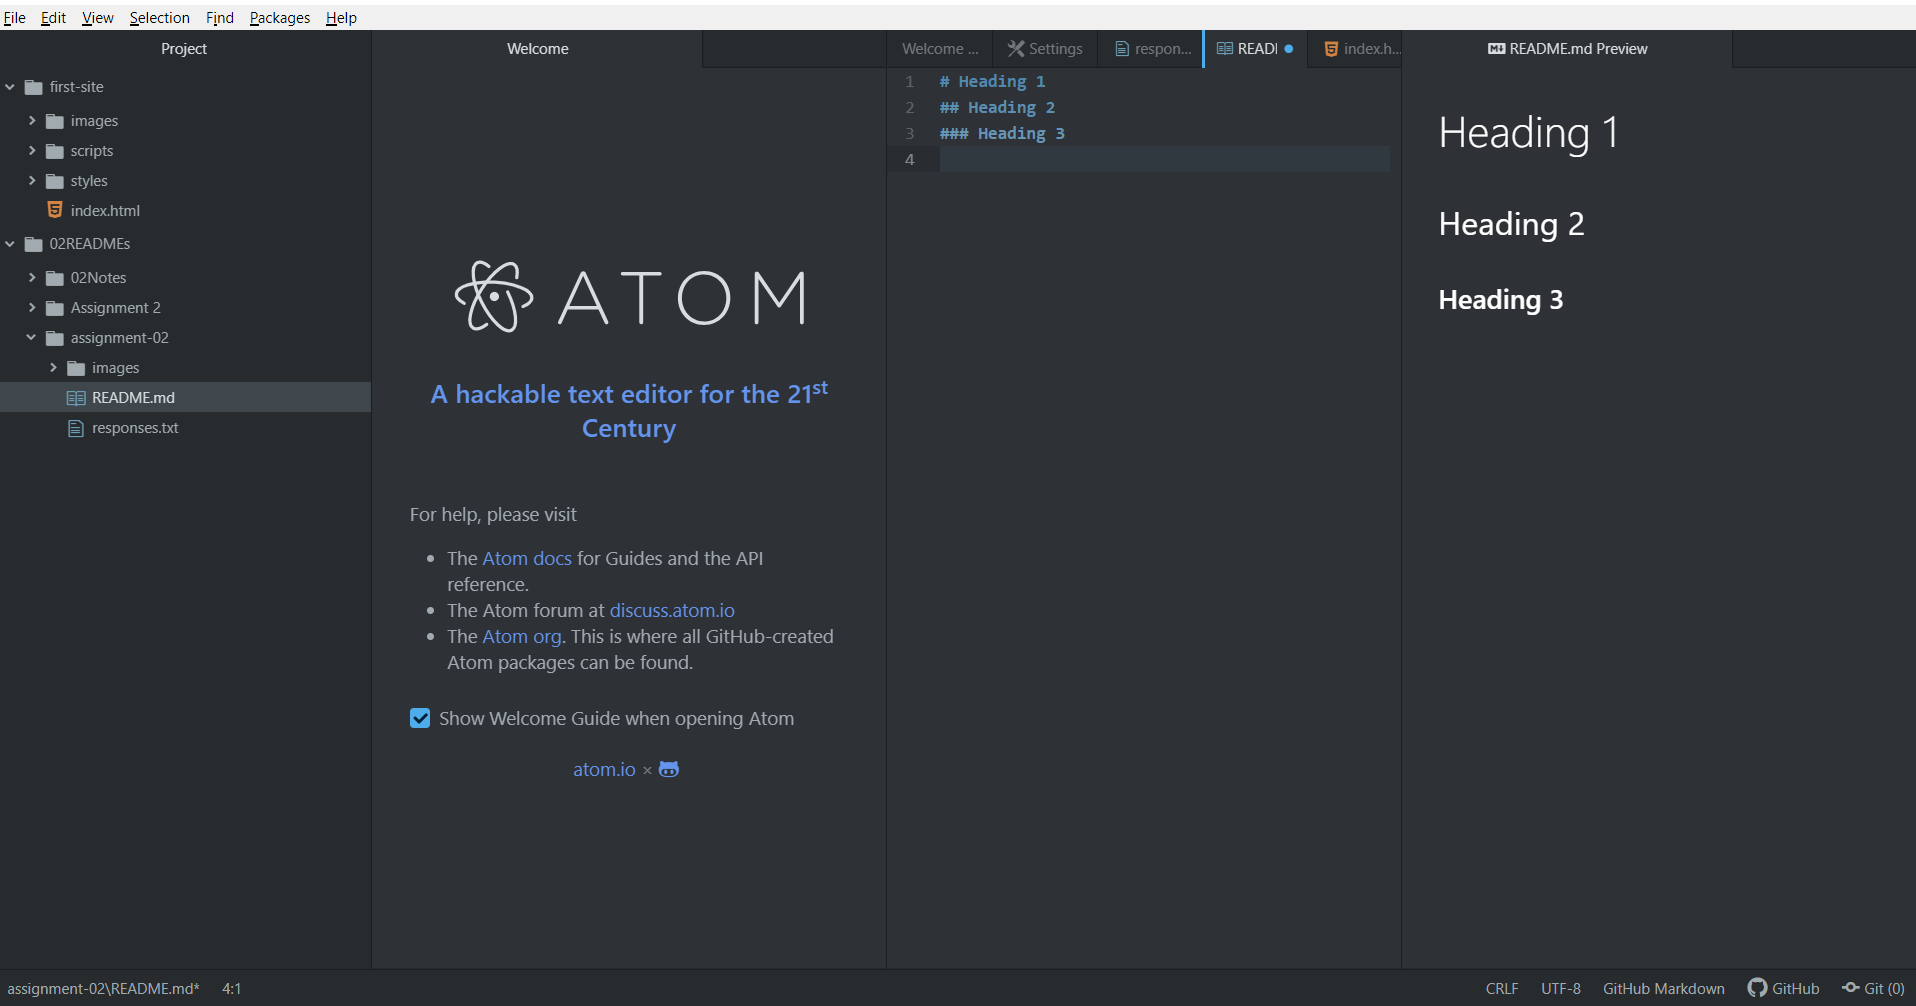 File Edit View Selection Find Packages Help
Project
first-site
images
scripts
styles
index.html
02READMEs
02Notes
Assignment 2
assignment-02
images
README.md
responses.txt
Welcome
ATOM
A hackable text editor for the 21st
Century
For help, please visit
The Atom docs for Guides and the API
reference.
The Atom forum at discuss.atom.io
The Atom org. This is where all GitHub-created
Atom packages can be found.
Show Welcome Guide when opening Atom
atom.io ×
Welcome ... Settings respon... READ index.h...
1 # Heading 1
2 ## Heading 2
3 ### Heading 3
4
README.md Preview
Heading 1
Heading 2
Heading 3
assignment-02\README.md* 4:1
CRLF UTF-8 GitHub Markdown GitHub Git (0)